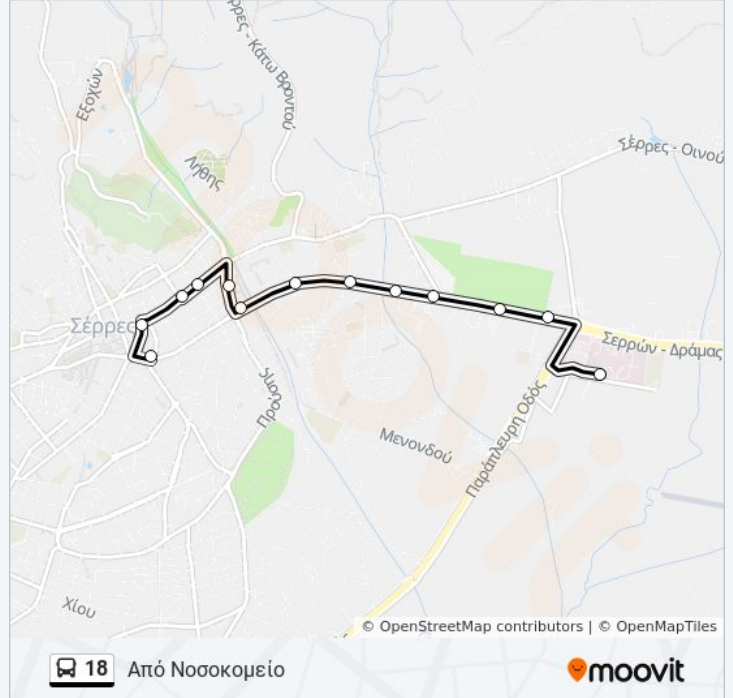 ρρες - Κάτω Βροντού
Εξοχών
Λήθης
Σέρρες - Οινού
Σέρρες
Σερρών - Δράμας
Προύσης
Μενονδού
Παράπλευρη Οδός
Χίου
© OpenStreetMap contributors | © OpenMapTiles
18 Από Νοσοκομείο
moovit